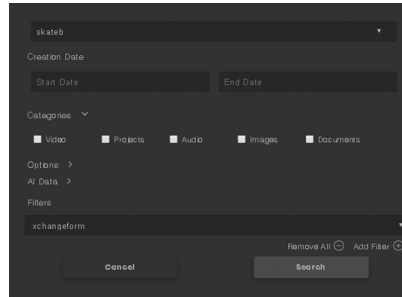 skateb
Creation Date
Start Date End Date
Categories
Video Projects Audio Images Documents
Options >
AI Data >
Filters
xchangeform
Remove All Add Filter
Cancel Search